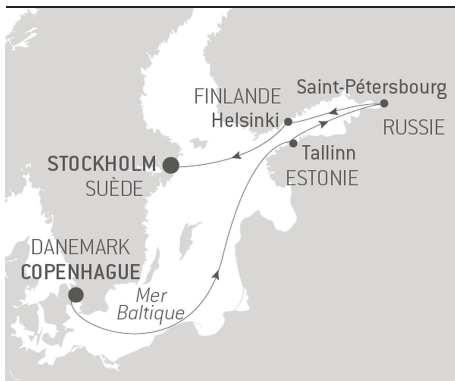 Saint-Pétersbourg
FINLANDE
Helsinki
RUSSIE
Tallinn
STOCKHOLM
ESTONIE
SUÈDE
DANEMARK
COPENHAGUE
Mer
Baltique